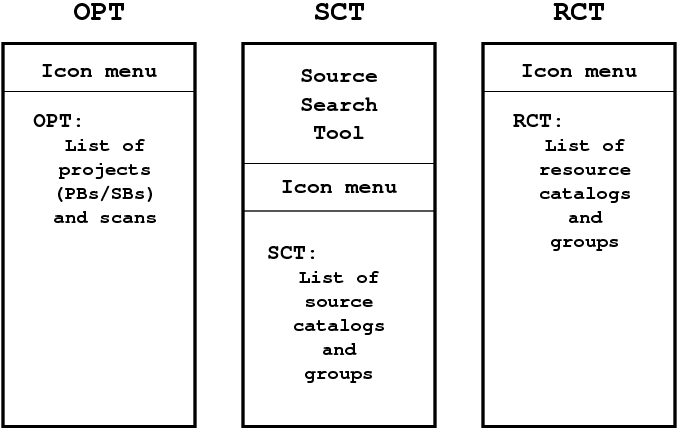 OPT
Icon menu
OPT:
List of
projects
(PBs/SBs)
and scans
SCT
Source
Search
Tool
Icon menu
SCT:
List of
source
catalogs
and
groups
RCT
Icon menu
RCT:
List of
resource
catalogs
and
groups